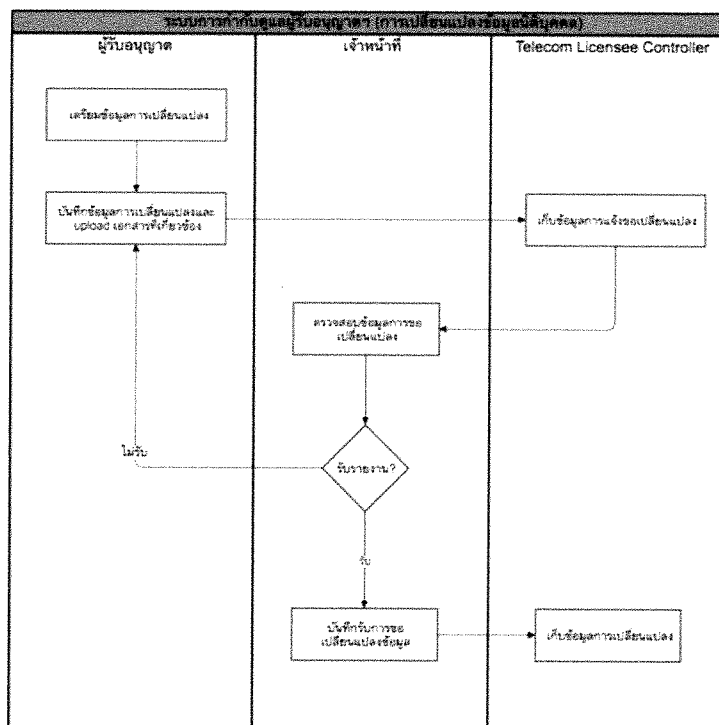 ระบบการกำกับดูแลผู้รับอนุญาตฯ (การเปลี่ยนแปลงข้อมูลนิติบุคคล)
ผู้รับอนุญาต
เจ้าหน้าที่
Telecom Licensee Controller
เตรียมข้อมูลการเปลี่ยนแปลง
บันทึกข้อมูลการเปลี่ยนแปลงและ
upload เอกสารที่เกี่ยวข้อง
เก็บข้อมูลการแจ้งขอเปลี่ยนแปลง
ตรวจสอบข้อมูลการขอ
เปลี่ยนแปลง
ไม่รับ
รับรายงาน?
รับ
บันทึกรับการขอ
เปลี่ยนแปลงข้อมูล
เก็บข้อมูลการเปลี่ยนแปลง